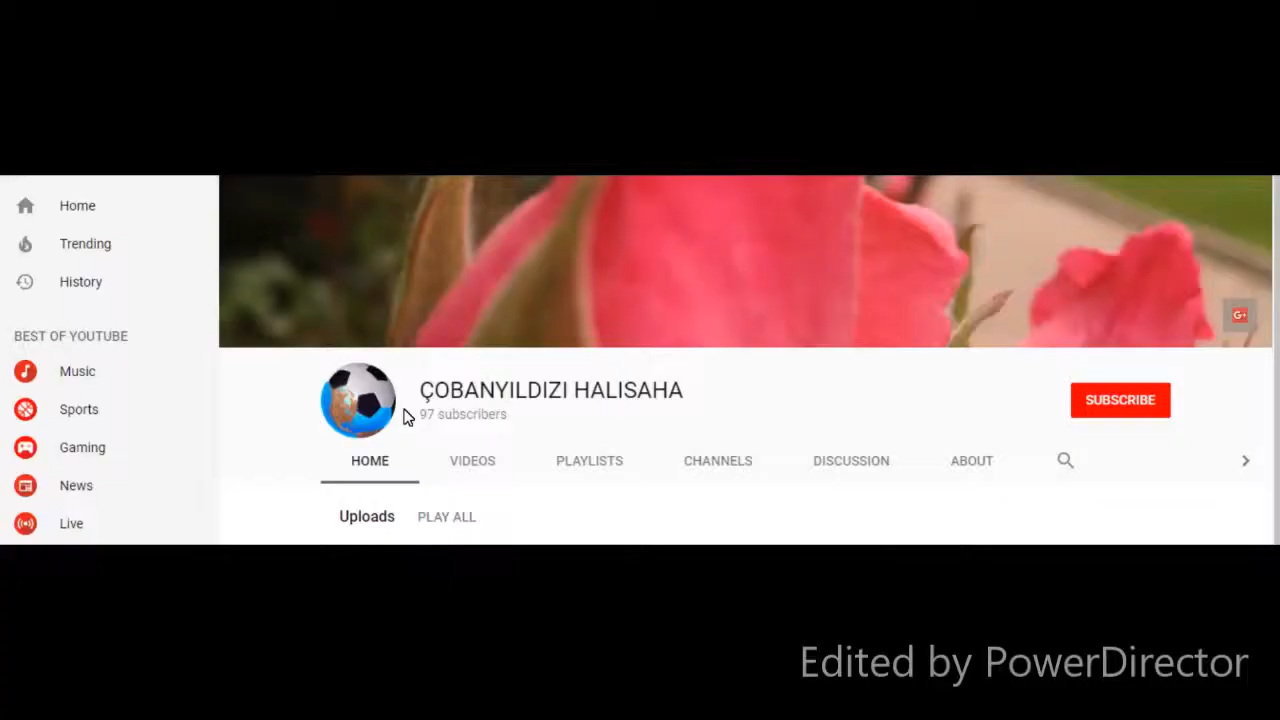 Home
Trending
History
BEST OF YOUTUBE
Music
Sports
Gaming
News
Live
G+
ÇOBANYILDIZI HALISAHA
97 subscribers
SUBSCRIBE
HOME VIDEOS PLAYLISTS CHANNELS DISCUSSION ABOUT
Uploads PLAY ALL
Edited by PowerDirector